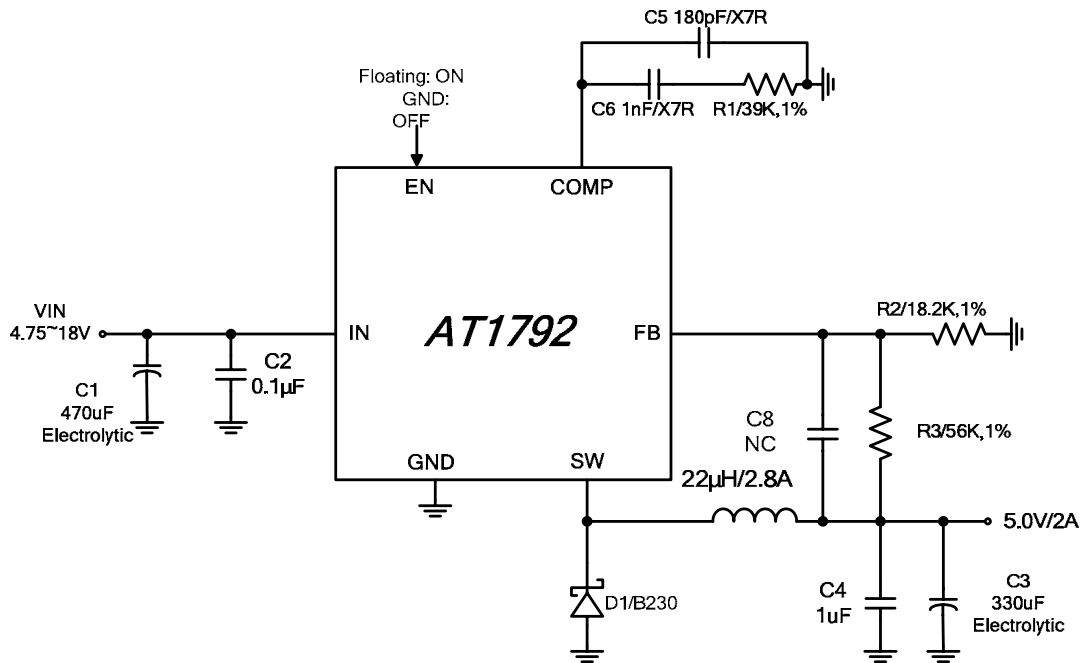 C5 180pF/X7R
Floating: ON
GND:
OFF
C6 1nF/X7R
R1/39K,1%
EN
COMP
VIN
4.75~18V
IN
AT1792
FB
R2/18.2K,1%
C2
0.1µF
C1
470uF
Electrolytic
C8
NC
R3/56K,1%
GND
SW
22µH/2.8A
5.0V/2A
D1/B230
C4
1uF
C3
330uF
Electrolytic